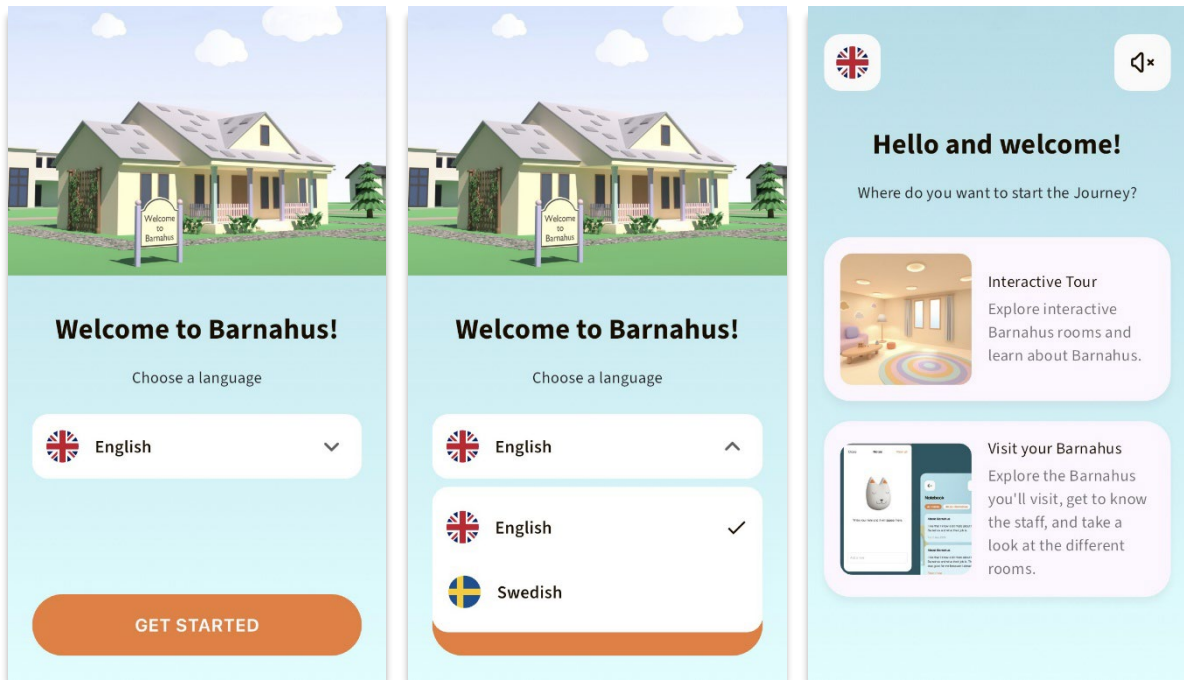 Welcome
to
Barnahus
Welcome to Barnahus!
Choose a language
English
GET STARTED
Welcome
to
Barnahus
Welcome to Barnahus!
Choose a language
English
English
Swedish
Hello and welcome!
Where do you want to start the Journey?
Interactive Tour
Explore interactive
Barnahus rooms and
learn about Barnahus.
Visit your Barnahus
Explore the Barnahus
you'll visit, get to know
the staff, and take a
look at the different
rooms.
Notebook